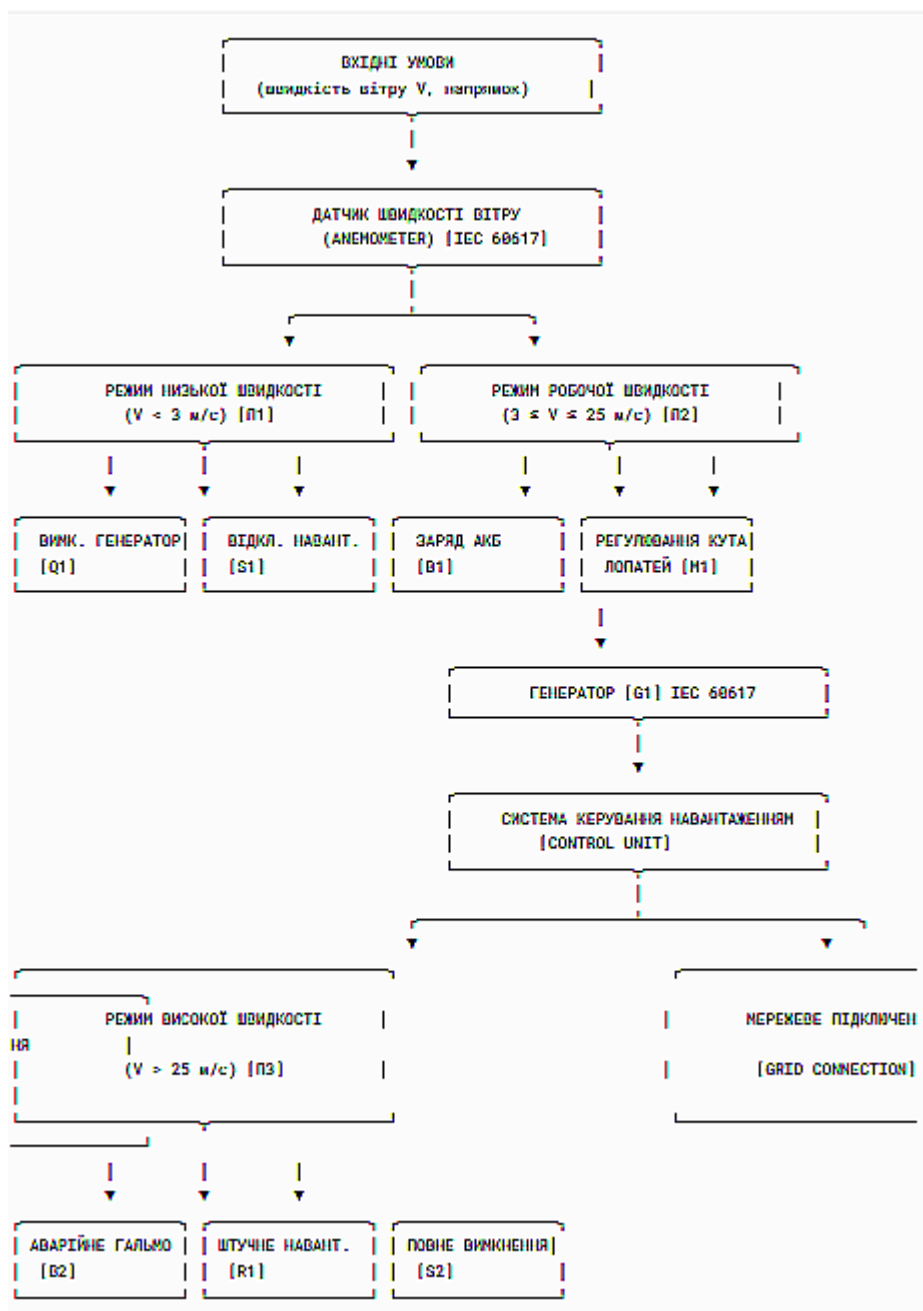 ВХІДНІ УМОВИ
(швидкість вітру V, напрямок)
ДАТЧИК ШВИДКОСТІ ВІТРУ
(ANEMOMETER) [IEC 60617]
РЕЖИМ НИЗЬКОЇ ШВИДКОСТІ
(V < 3 м/с) [П1]
РЕЖИМ РОБОЧОЇ ШВИДКОСТІ
(3 ≤ V ≤ 25 м/с) [П2]
ВИМК. ГЕНЕРАТОР
[Q1]
ВІДКЛ. НАВАНТ.
[S1]
ЗАРЯД АКБ
[B1]
РЕГУЛЮВАННЯ КУТА
ЛОПАТЕЙ [M1]
ГЕНЕРАТОР [G1] IEC 60617
СИСТЕМА КЕРУВАННЯ НАВАНТАЖЕННЯМ
[CONTROL UNIT]
РЕЖИМ ВИСОКОЇ ШВИДКОСТІ
МЕРЕЖЕВЕ ПІДКЛЮЧЕН
НЯ
(V > 25 м/с) [П3]
[GRID CONNECTION]
АВАРІЙНЕ ГАЛЬМО
[B2]
ШТУЧНЕ НАВАНТ.
[R1]
ПОВНЕ ВИМКНЕННЯ
[S2]